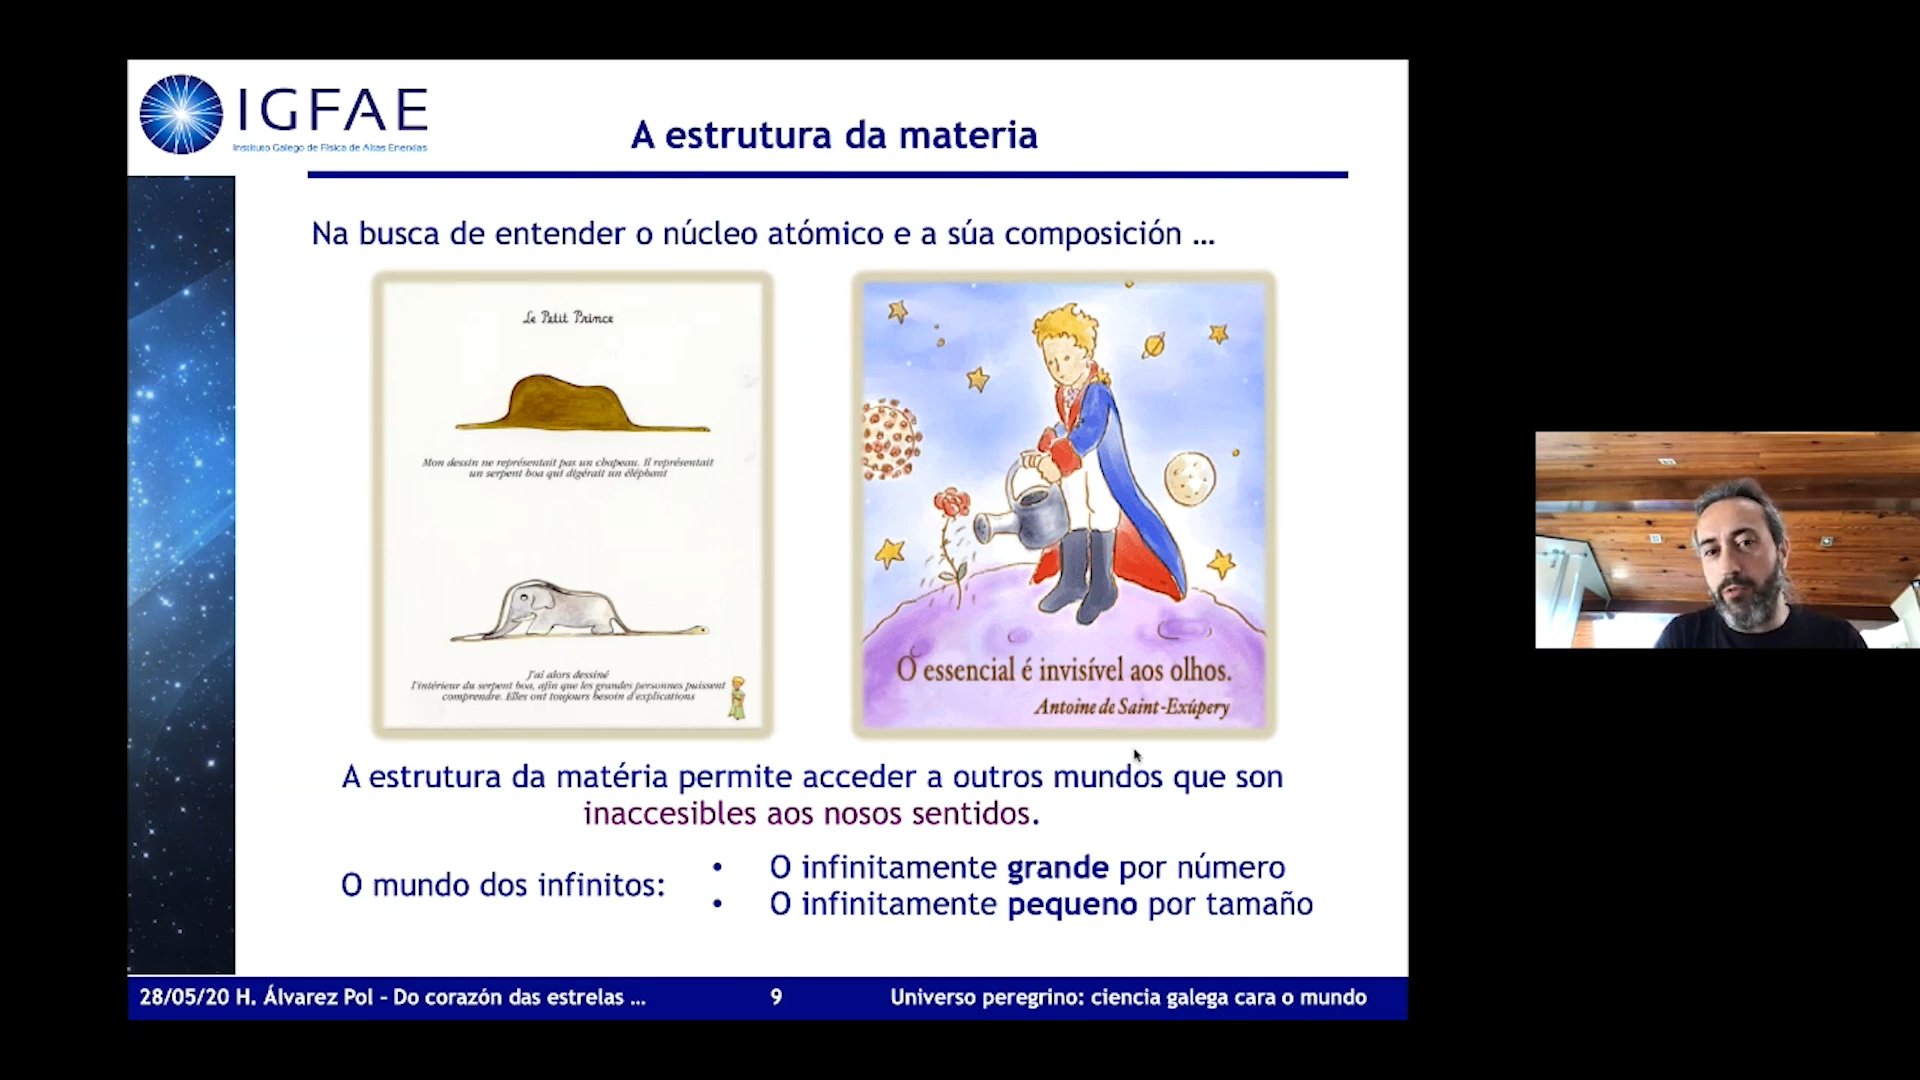 IGFAE
Instituto Galego de Física de Altas Enerxías
A estrutura da materia
Na busca de entender o núcleo atómico e a súa composición ...
Le Petit Prince
Mon dessin ne représentait pas un chapeau. Il représentait
un serpent boa qui digérait un éléphant
J'ai alors dessiné
l'intérieur du serpent boa, afin que les grandes personnes puissent
comprendre. Elles ont toujours besoin d'explications
O essencial é invisível aos olhos.
Antoine de Saint-Exúpery
A estrutura da matéria permite acceder a outros mundos que son
inaccesibles aos nosos sentidos.
O mundo dos infinitos:
• O infinitamente grande por número
• O infinitamente pequeno por tamaño
28/05/20 H. Álvarez Pol - Do corazón das estrelas ...
9
Universo peregrino: ciencia galega cara o mundo